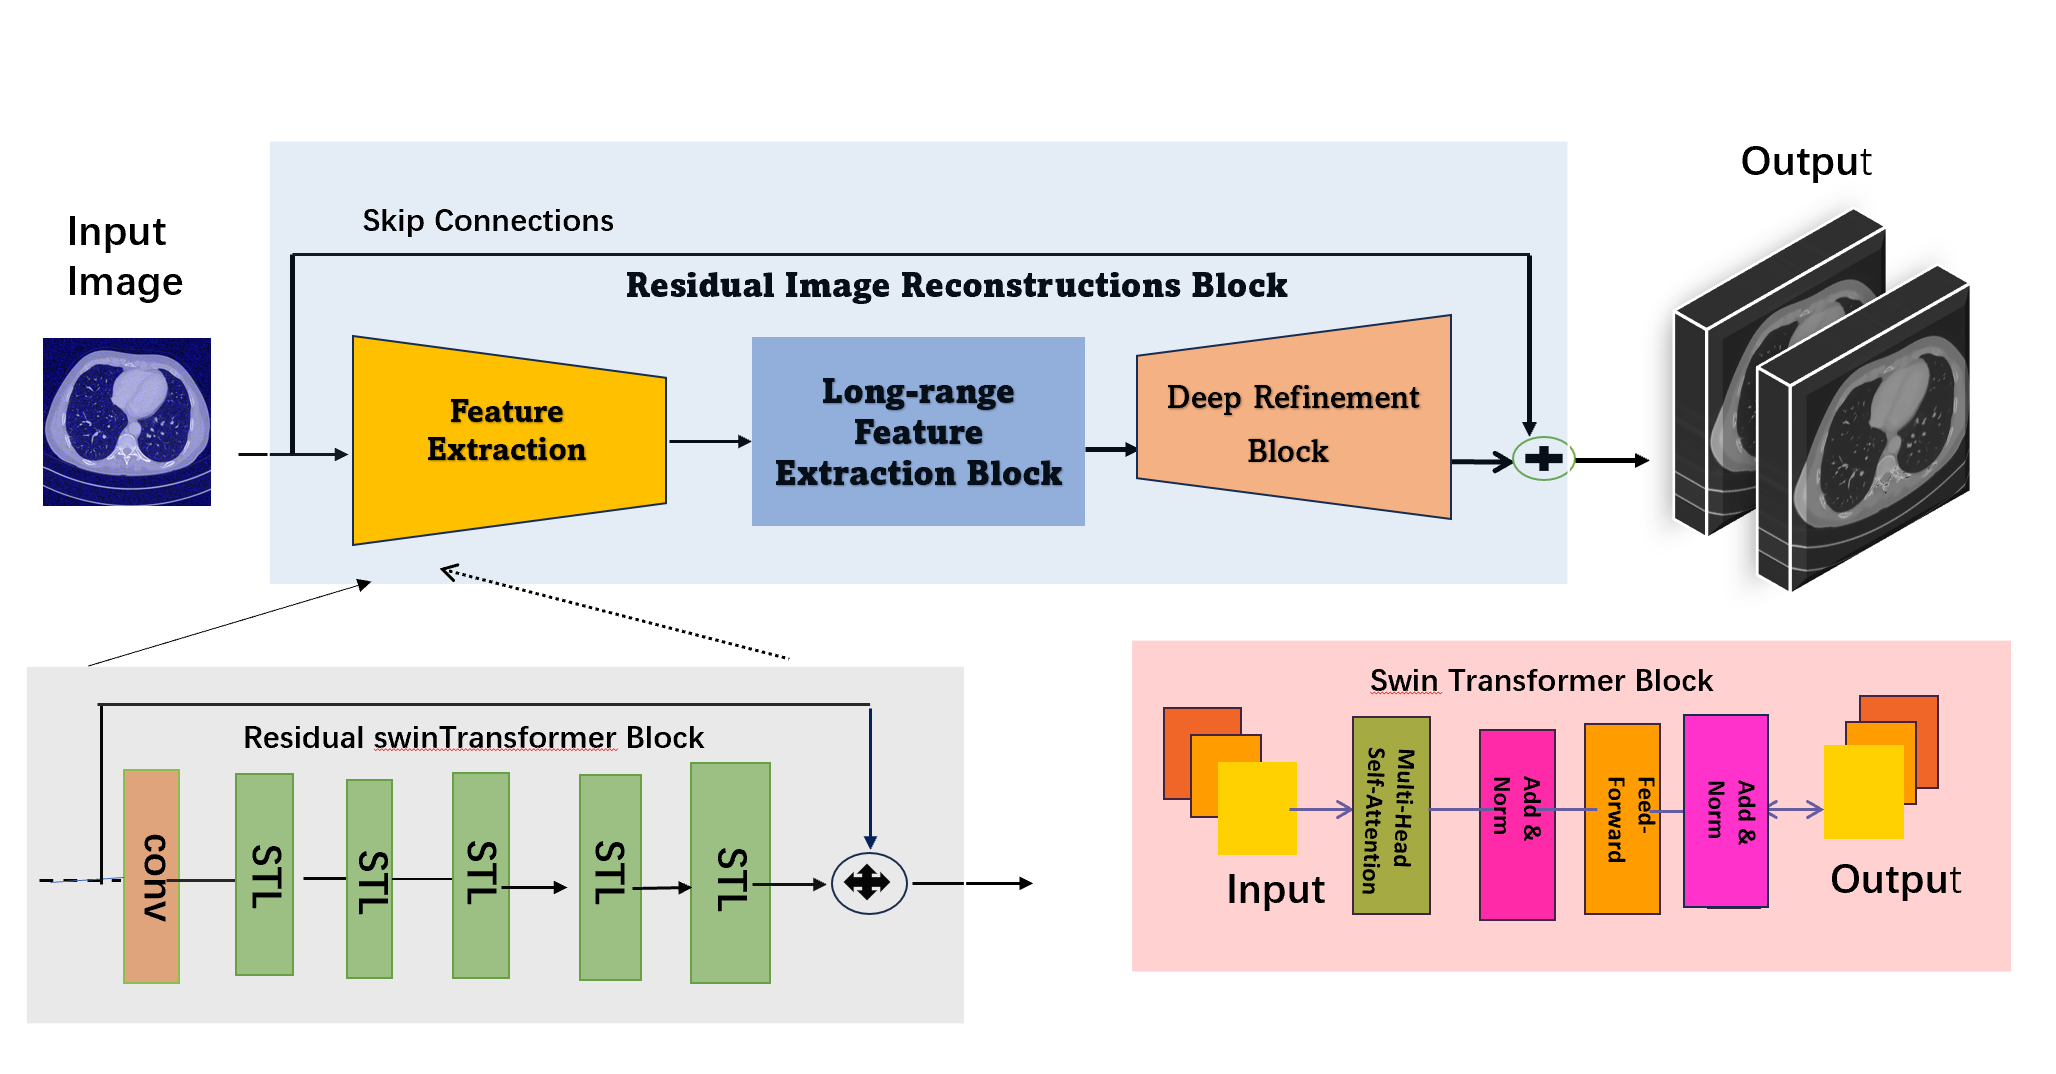 Output
Input
Image
Skip Connections
Residual Image Reconstructions Block
Feature
Extraction
Long-range
Feature
Extraction Block
Deep Refinement
Block
Residual swinTransformer Block
conv
STL
STL
STL
STL
STL
Swin Transformer Block
Input
Multi-Head
Self-Attention
Add &
Norm
Feed-
Forward
Add &
Norm
Output